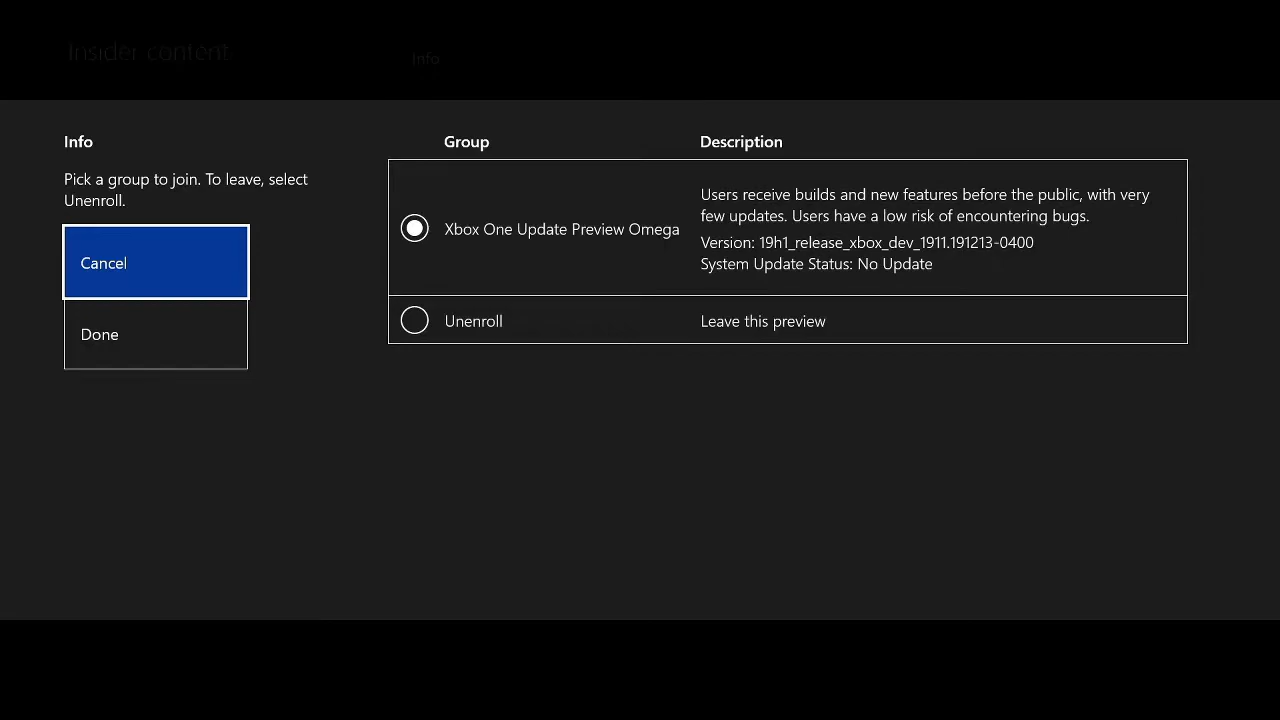 Insider content
Info
Info
Pick a group to join. To leave, select
Unenroll.
Cancel
Done
Group
Description
Xbox One Update Preview Omega
Users receive builds and new features before the public, with very
few updates. Users have a low risk of encountering bugs.
Version: 19h1_release_xbox_dev_1911.191213-0400
System Update Status: No Update
Unenroll
Leave this preview